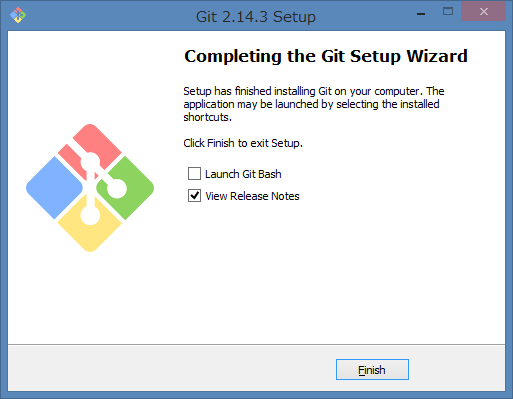 Git 2.14.3 Setup
Completing the Git Setup Wizard
Setup has finished installing Git on your computer. The
application may be launched by selecting the installed
shortcuts.
Click Finish to exit Setup.
Launch Git Bash
View Release Notes
Finish